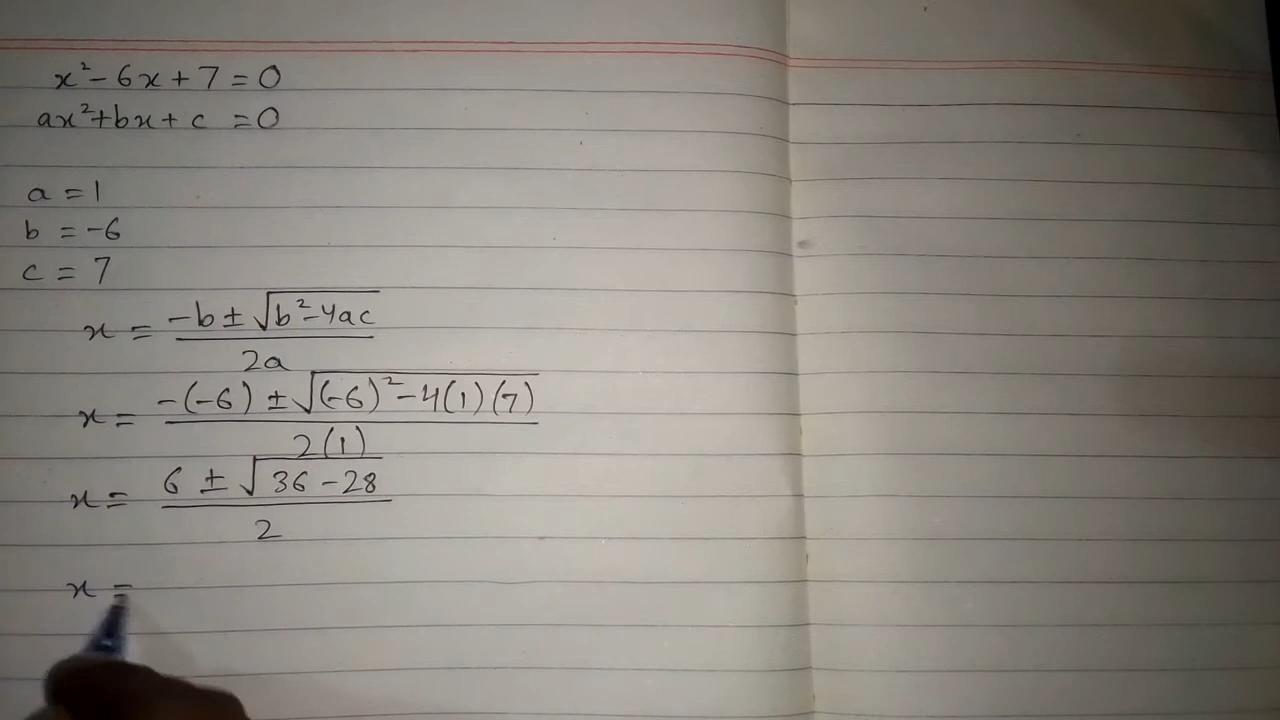 x²-6x+7=0
ax²+bx+c=0
a=1
b=-6
c=7
x = (-b±√(b²-4ac))/(2a)
x = (-(-6)±√((-6)²-4(1)(7)))/(2(1))
x = (6±√(36-28))/2
x =